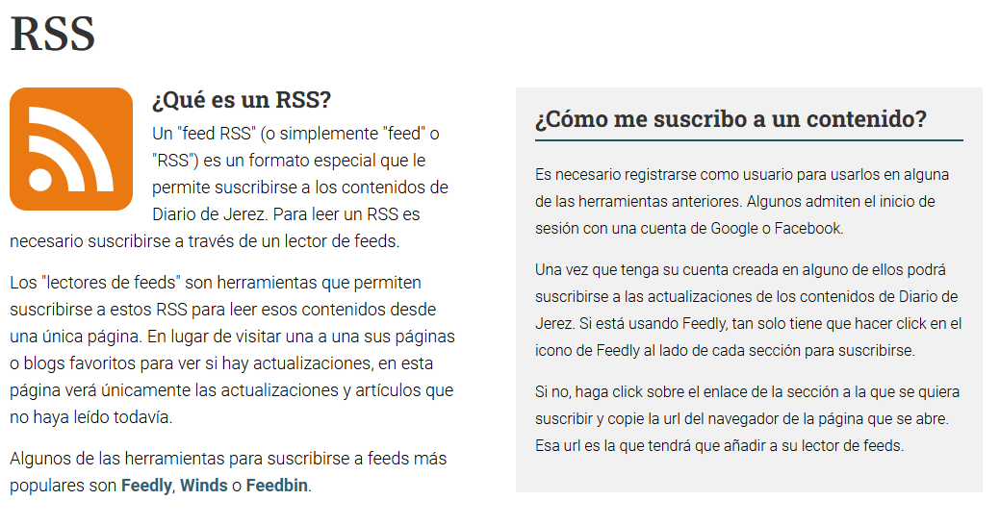 RSS
¿Qué es un RSS?
Un "feed RSS" (o simplemente "feed" o
"RSS") es un formato especial que le
permite suscribirse a los contenidos de
Diario de Jerez. Para leer un RSS es
necesario suscribirse a través de un lector de feeds.
Los "lectores de feeds" son herramientas que permiten
suscribirse a estos RSS para leer esos contenidos desde
una única página. En lugar de visitar una a una sus páginas
o blogs favoritos para ver si hay actualizaciones, en esta
página verá únicamente las actualizaciones y artículos que
no haya leído todavía.
Algunos de las herramientas para suscribirse a feeds más
populares son Feedly, Winds o Feedbin.
¿Cómo me suscribo a un contenido?
Es necesario registrarse como usuario para usarlos en alguna
de las herramientas anteriores. Algunos admiten el inicio de
sesión con una cuenta de Google o Facebook.
Una vez que tenga su cuenta creada en alguno de ellos podrá
suscribirse a las actualizaciones de los contenidos de Diario de
Jerez. Si está usando Feedly, tan solo tiene que hacer click en el
icono de Feedly al lado de cada sección para suscribirse.
Si no, haga click sobre el enlace de la sección a la que se quiera
suscribir y copie la url del navegador de la página que se abre.
Esa url es la que tendrá que añadir a su lector de feeds.